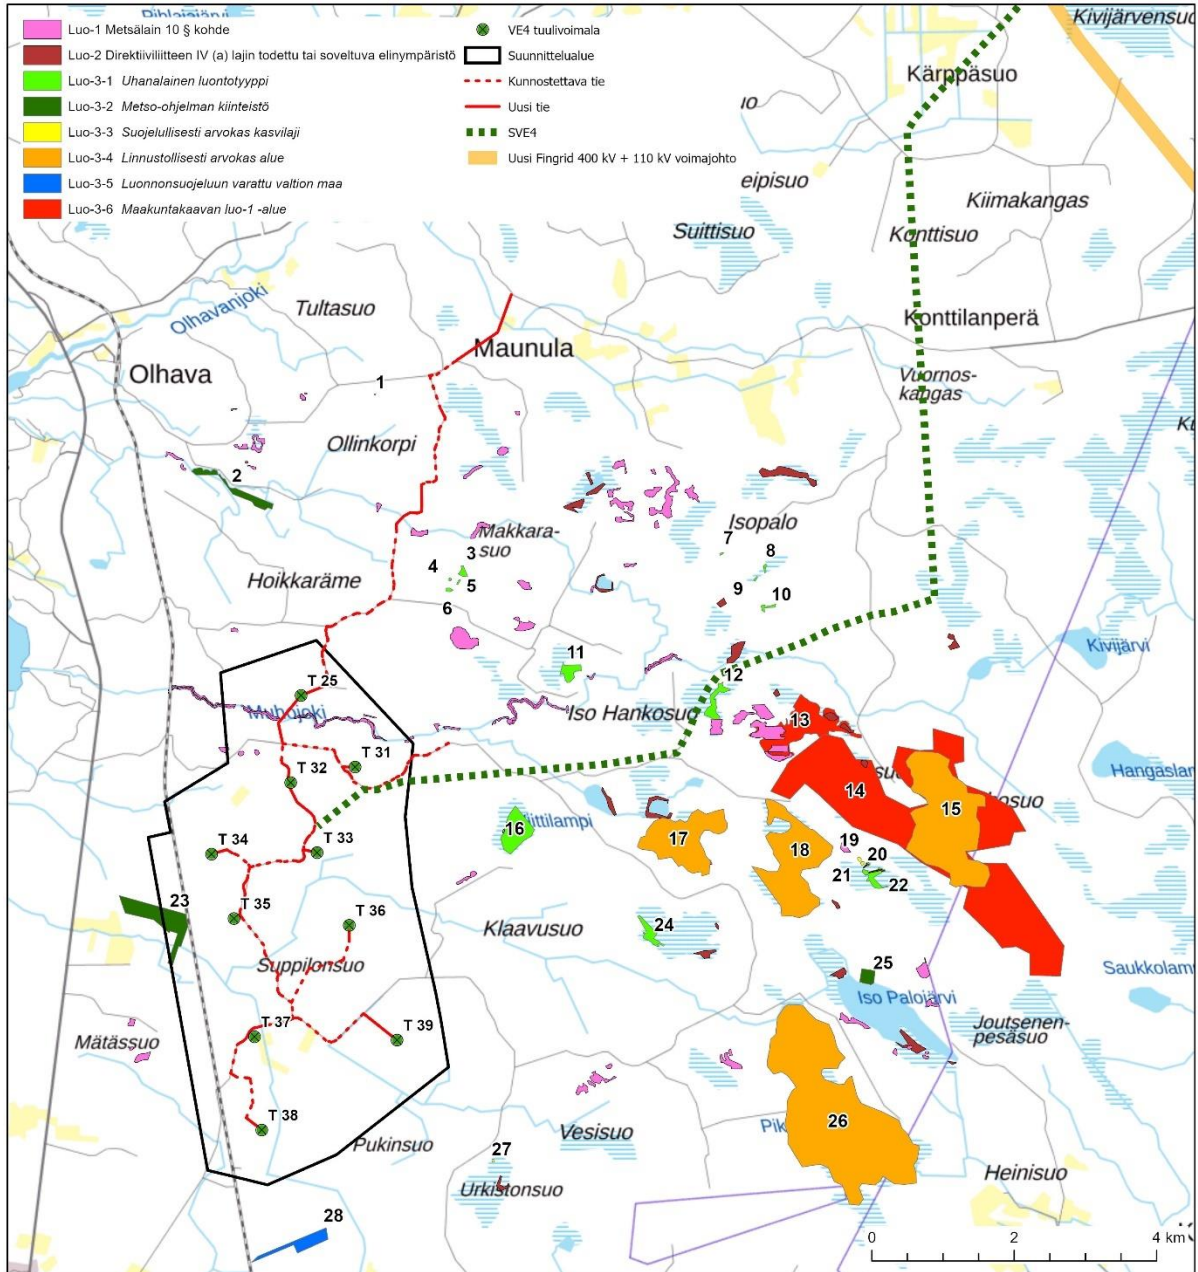 Luo-1 Metsälain 10 § kohde
Luo-2 Direktiiviliitteen IV (a) lajin todettu tai soveltuva elinympäristö
Luo-3-1 Uhanalainen luontotyyppi
Luo-3-2 Metso-ohjelman kiinteistö
Luo-3-3 Suojelullisesti arvokas kasvilaji
Luo-3-4 Linnustollisesti arvokas alue
Luo-3-5 Luonnonsuojeluun varattu valtion maa
Luo-3-6 Maakuntakaavan luo-1 -alue
VE4 tuulivoimala
Suunnittelualue
Kunnostettava tie
Uusi tie
SVE4
Uusi Fingrid 400 kV + 110 kV voimajohto
Kärppäsuo
eipisuo
Kiimakangas
Suittisuo
Konttisuo
Olhavanjoki
Tultasuo
Konttilanperä
Maunula
Olhava
1
Vuornos-
kangas
Ollinkorpi
2
Isopalo
Makkara-
suo
3
7
8
4
5
Hoikkaräme
9
10
6
11
Kivijärvi
12
T 25
Muhojoki
Iso Hankosuo
13
T 31
T 32
14
15
16
17
T 33
18
19
T 34
20
21
22
23
T 35
T 36
24
Klaavusuo
Suppilonsuo
25
Iso Palojärvi
T 37
T 39
Joutsenen-
pesäsuo
Mätässuo
T 38
26
Vesisuo
Pukinsuo
27
Heinisuo
Urkistonsuo
28
0 2 4 km